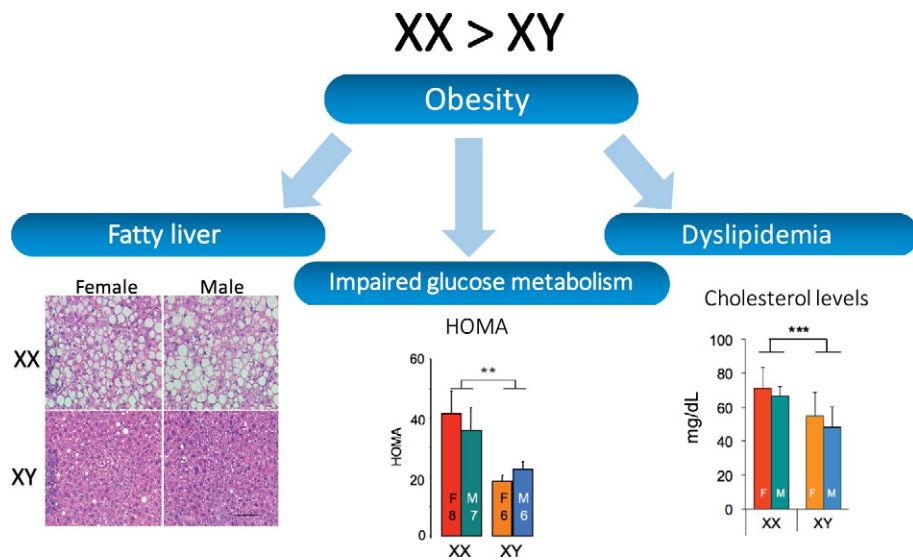 XX > XY
Obesity
Fatty liver
Impaired glucose metabolism
Dyslipidemia
Female Male
XX
XY
HOMA
60
40
20
0
HOMA
**
F
8
M
7
F
6
M
6
XX XY
Cholesterol levels
100
80
60
40
20
0
mg/dL
***
F M F M
XX XY